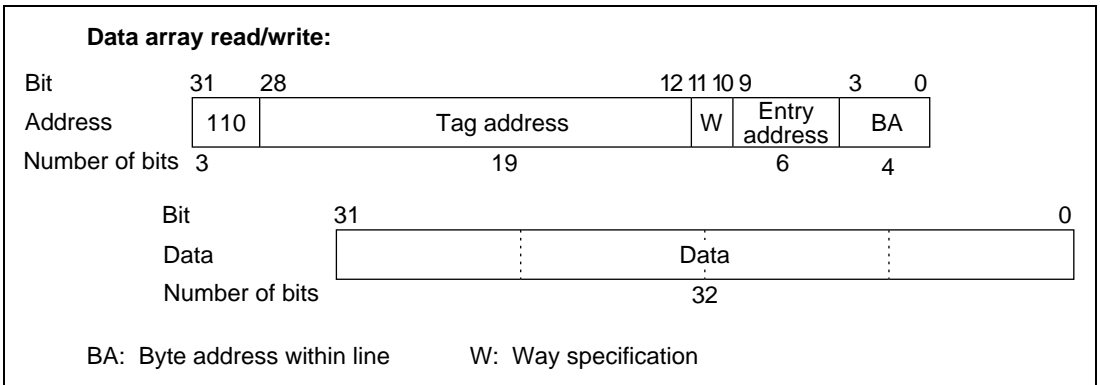 Data array read/write:
Bit 31 28 12 11 10 9 3 0
Address 110 Tag address W Entry address BA
Number of bits 3 19 6 4
Bit 31 0
Data Data
Number of bits 32
BA: Byte address within line W: Way specification